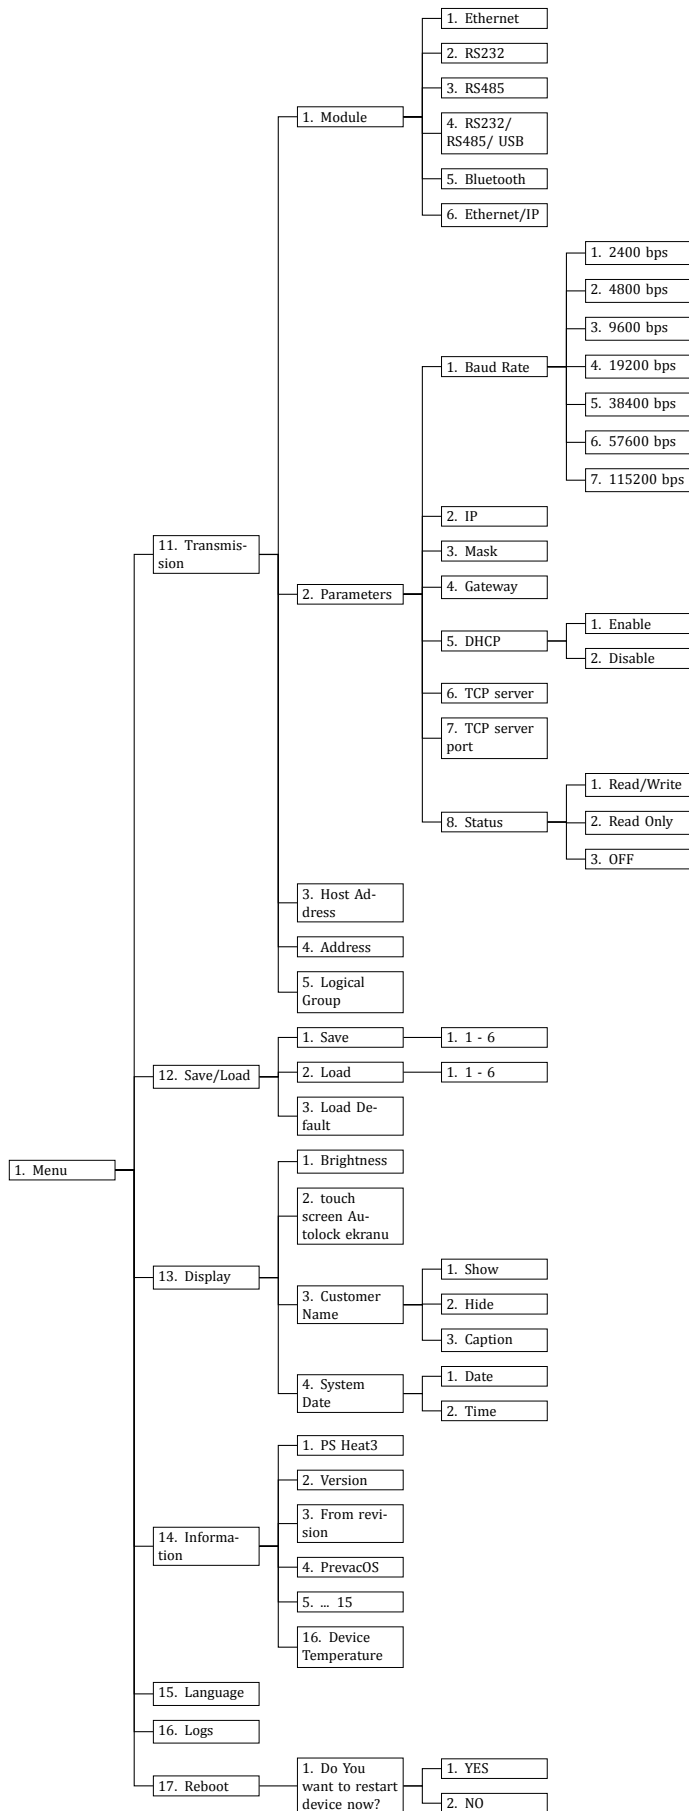 1. Ethernet
2. RS232
3. RS485
1. Module
4. RS232/
RS485/ USB
5. Bluetooth
6. Ethernet/IP
1. 2400 bps
2. 4800 bps
3. 9600 bps
1. Baud Rate
4. 19200 bps
5. 38400 bps
6. 57600 bps
7. 115200 bps
2. IP
11. Transmis-
sion
3. Mask
2. Parameters
4. Gateway
1. Enable
5. DHCP
2. Disable
6. TCP server
7. TCP server
port
1. Read/Write
8. Status
2. Read Only
3. OFF
3. Host Ad-
dress
4. Address
5. Logical
Group
1. Save
1. 1 - 6
12. Save/Load
2. Load
1. 1 - 6
3. Load De-
fault
1. Menu
1. Brightness
2. touch
screen Au-
tolock ekranu
13. Display
1. Show
3. Customer
Name
2. Hide
3. Caption
4. System
Date
1. Date
2. Time
1. PS Heat3
2. Version
3. From revi-
sion
14. Informa-
tion
4. PrevacOS
5. ... 15
16. Device
Temperature
15. Language
16. Logs
17. Reboot
1. Do You
want to restart
device now?
1. YES
2. NO